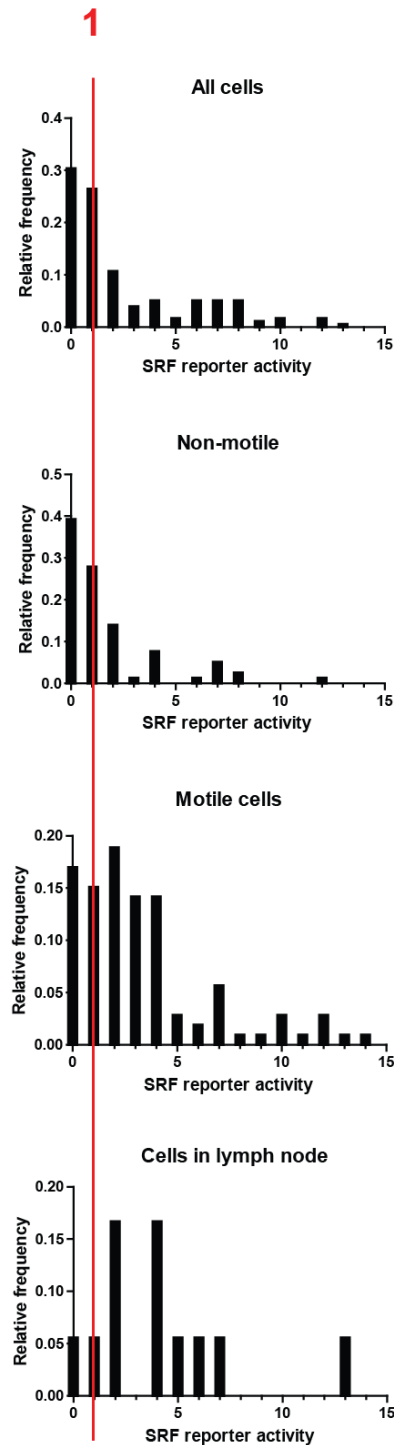 1
All cells
Relative frequency
0.4
0.3
0.2
0.1
0.0
0 5 10 15
SRF reporter activity
Non-motile
Relative frequency
0.5
0.4
0.3
0.2
0.1
0.0
0 5 10 15
SRF reporter activity
Motile cells
Relative frequency
0.20
0.15
0.10
0.05
0.00
0 5 10 15
SRF reporter activity
Cells in lymph node
Relative frequency
0.20
0.15
0.10
0.05
0.00
0 5 10 15
SRF reporter activity